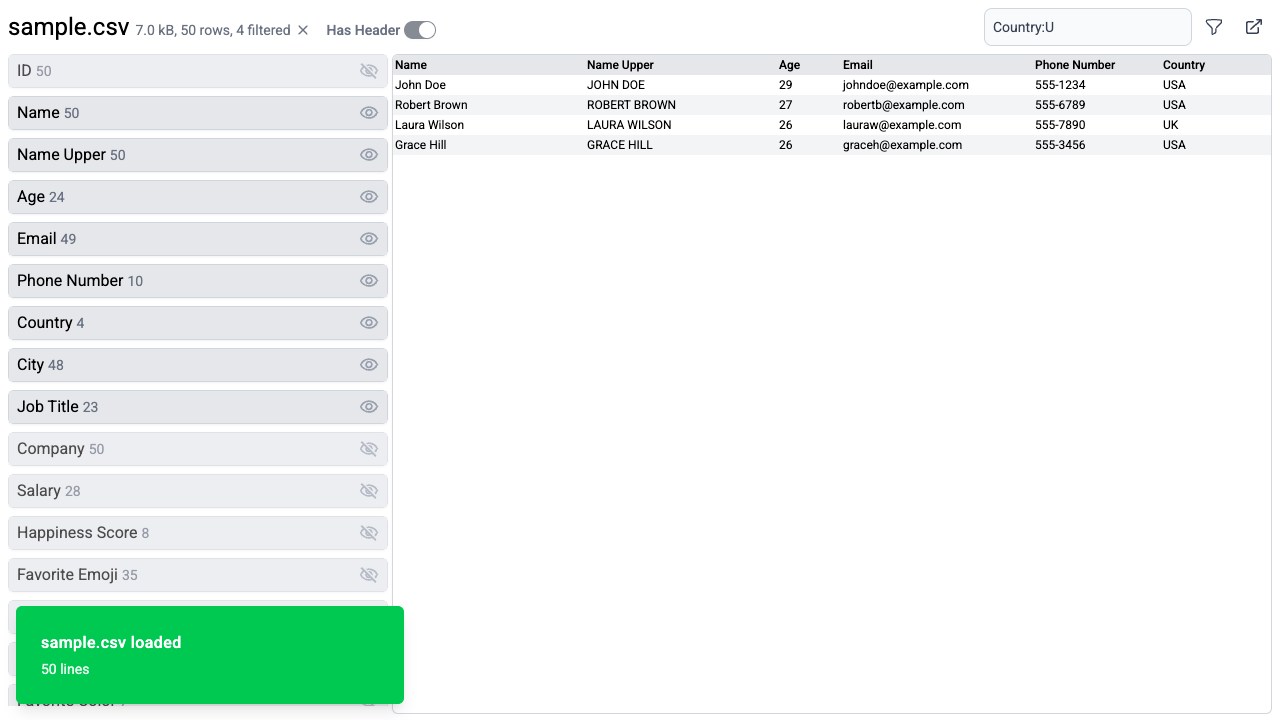 sample.csv 7.0 kB, 50 rows, 4 filtered × Has Header
Country:U
ID 50
Name 50
Name Upper 50
Age 24
Email 49
Phone Number 10
Country 4
City 48
Job Title 23
Company 50
Salary 28
Happiness Score 8
Favorite Emoji 35
Name Name Upper Age Email Phone Number Country
John Doe JOHN DOE 29 johndoe@example.com 555-1234 USA
Robert Brown ROBERT BROWN 27 robertb@example.com 555-6789 USA
Laura Wilson LAURA WILSON 26 lauraw@example.com 555-7890 UK
Grace Hill GRACE HILL 26 graceh@example.com 555-3456 USA
sample.csv loaded
50 lines
Favorite Color